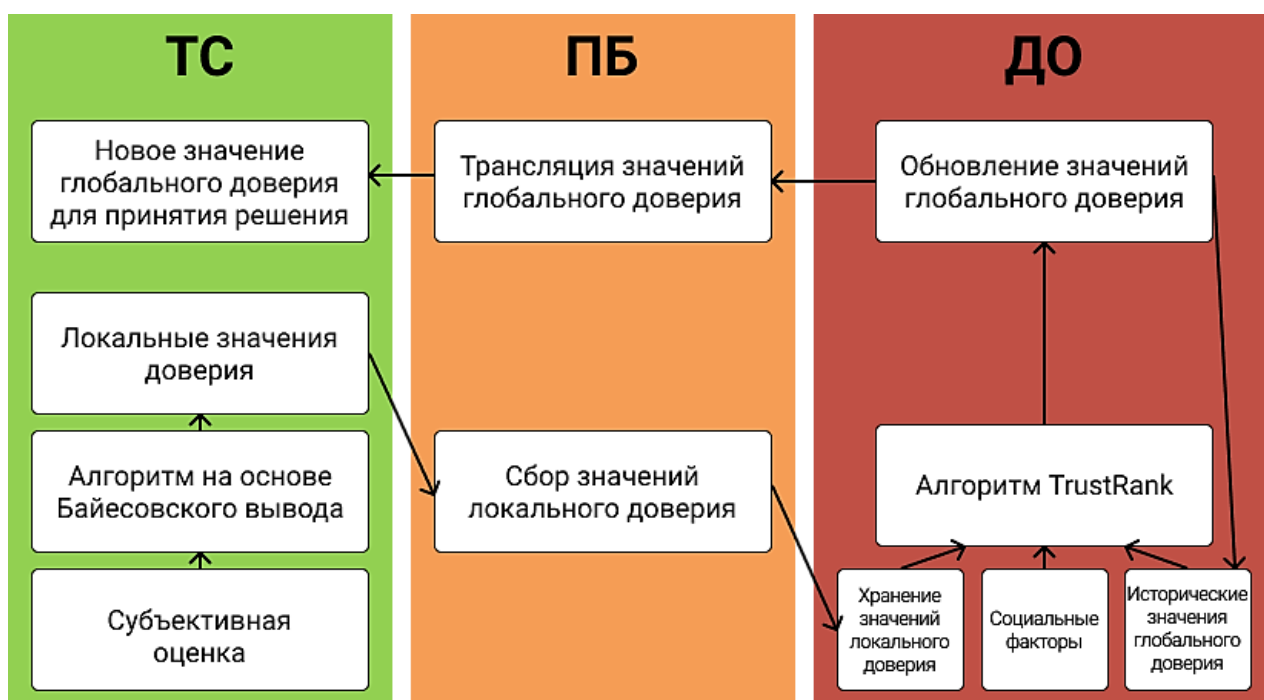 ТС
ПБ
ДО
Новое значение
глобального доверия
для принятия решения
Трансляция значений
глобального доверия
Обновление значений
глобального доверия
Локальные значения
доверия
Алгоритм на основе
Байесовского вывода
Сбор значений
локального доверия
Алгоритм TrustRank
Субъективная
оценка
Хранение
значений
локального
доверия
Социальные
факторы
Исторические
значения
глобального
доверия